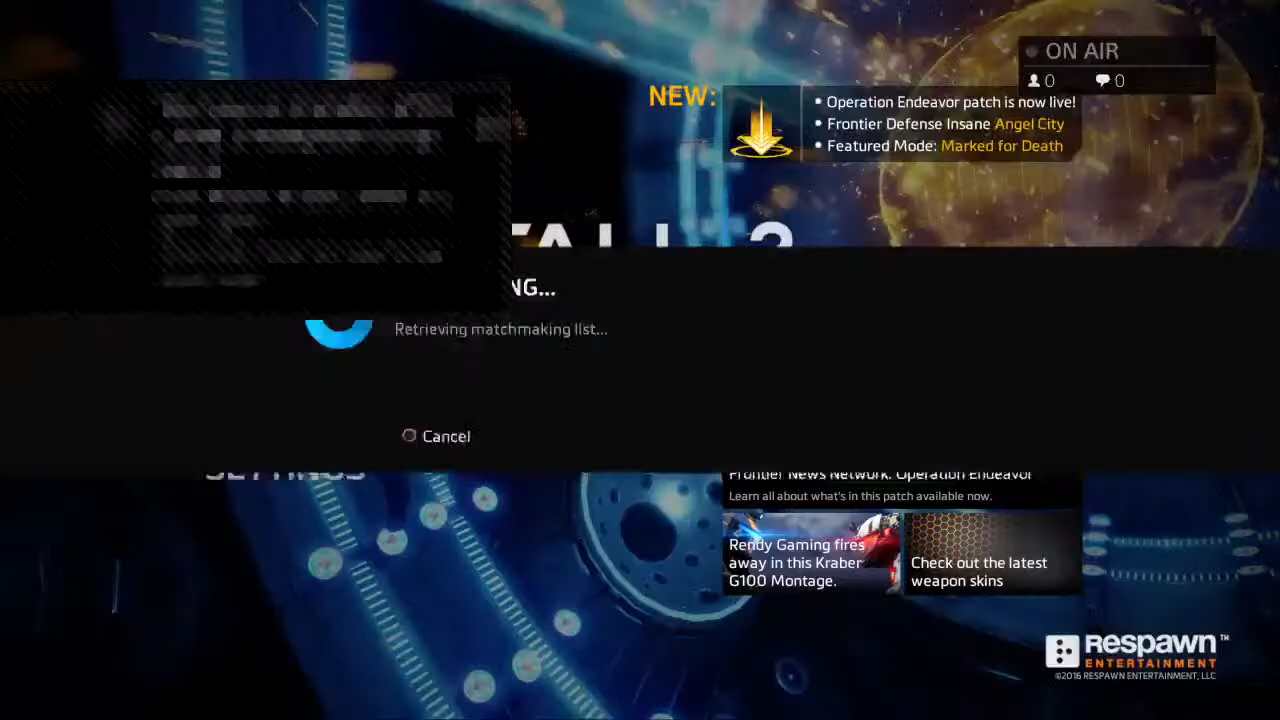 ON AIR
0 0
NEW:
• Operation Endeavor patch is now live!
• Frontier Defense Insane Angel City
• Featured Mode: Marked for Death
NG...
Retrieving matchmaking list...
Cancel
SETTINGS
Frontier News Network: Operation Endeavor
Learn all about what's in this patch available now.
Rendy Gaming fires
away in this Kraber
G100 Montage.
Check out the latest
weapon skins
Respawn™
ENTERTAINMENT
©2016 RESPAWN ENTERTAINMENT, LLC